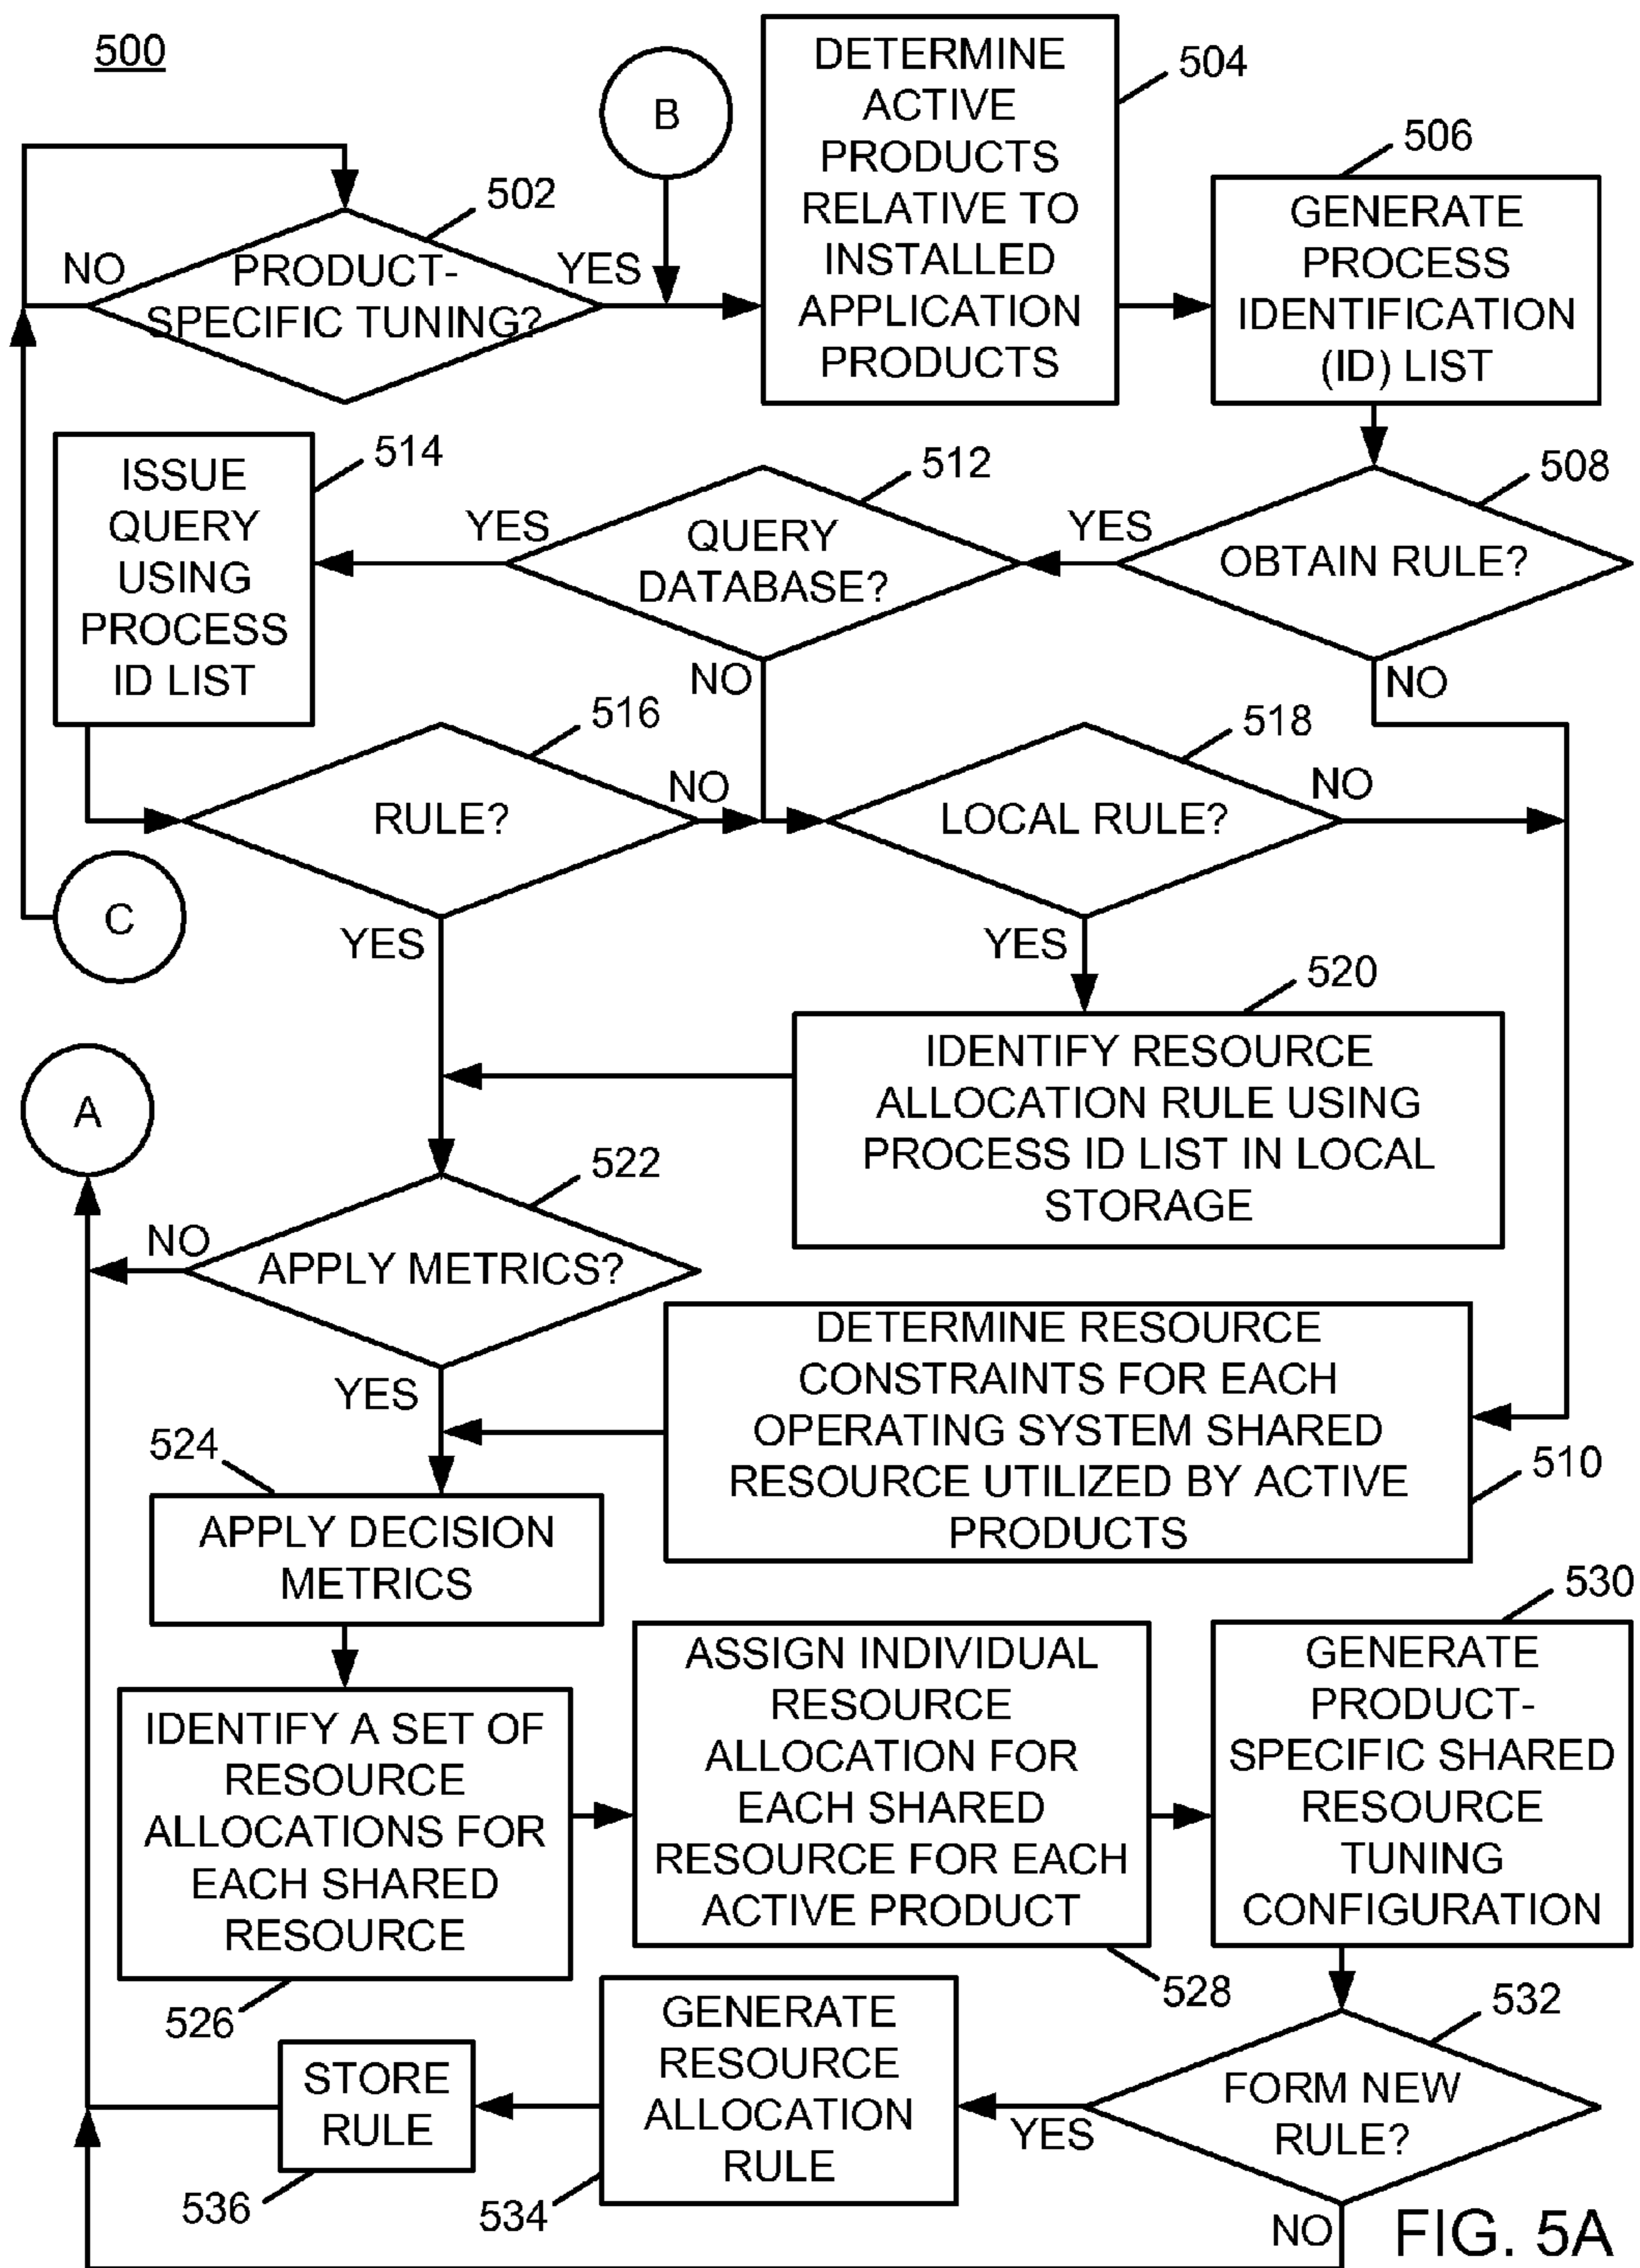 500
B
DETERMINE
ACTIVE
PRODUCTS
RELATIVE TO
INSTALLED
APPLICATION
PRODUCTS
504
506
GENERATE
PROCESS
IDENTIFICATION
(ID) LIST
502
NO
PRODUCT-
SPECIFIC TUNING?
YES
514
ISSUE
QUERY
USING
PROCESS
ID LIST
512
YES
QUERY
DATABASE?
NO
508
YES
OBTAIN RULE?
NO
516
RULE?
NO
YES
518
LOCAL RULE?
NO
YES
C
520
IDENTIFY RESOURCE
ALLOCATION RULE USING
PROCESS ID LIST IN LOCAL
STORAGE
A
522
NO
APPLY METRICS?
YES
DETERMINE RESOURCE
CONSTRAINTS FOR EACH
OPERATING SYSTEM SHARED
RESOURCE UTILIZED BY ACTIVE
PRODUCTS
510
524
APPLY DECISION
METRICS
IDENTIFY A SET OF
RESOURCE
ALLOCATIONS FOR
EACH SHARED
RESOURCE
526
ASSIGN INDIVIDUAL
RESOURCE
ALLOCATION FOR
EACH SHARED
RESOURCE FOR EACH
ACTIVE PRODUCT
528
530
GENERATE
PRODUCT-
SPECIFIC SHARED
RESOURCE
TUNING
CONFIGURATION
532
FORM NEW
RULE?
YES
NO
GENERATE
RESOURCE
ALLOCATION
RULE
534
STORE
RULE
536
FIG. 5A